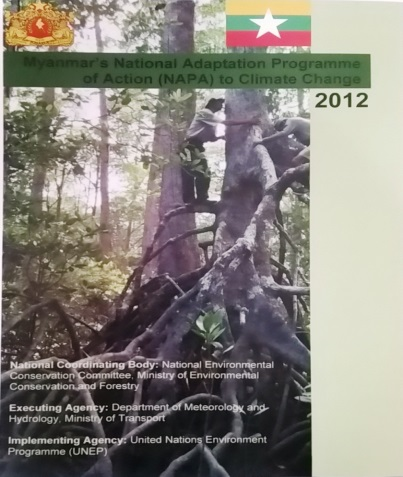 Myanmar's National Adaptation Programme
of Action (NAPA) to Climate Change
2012
National Coordinating Body: National Environmental
Conservation Committee, Ministry of Environmental
Conservation and Forestry
Executing Agency: Department of Meteorology and
Hydrology, Ministry of Transport
Implementing Agency: United Nations Environment
Programme (UNEP)